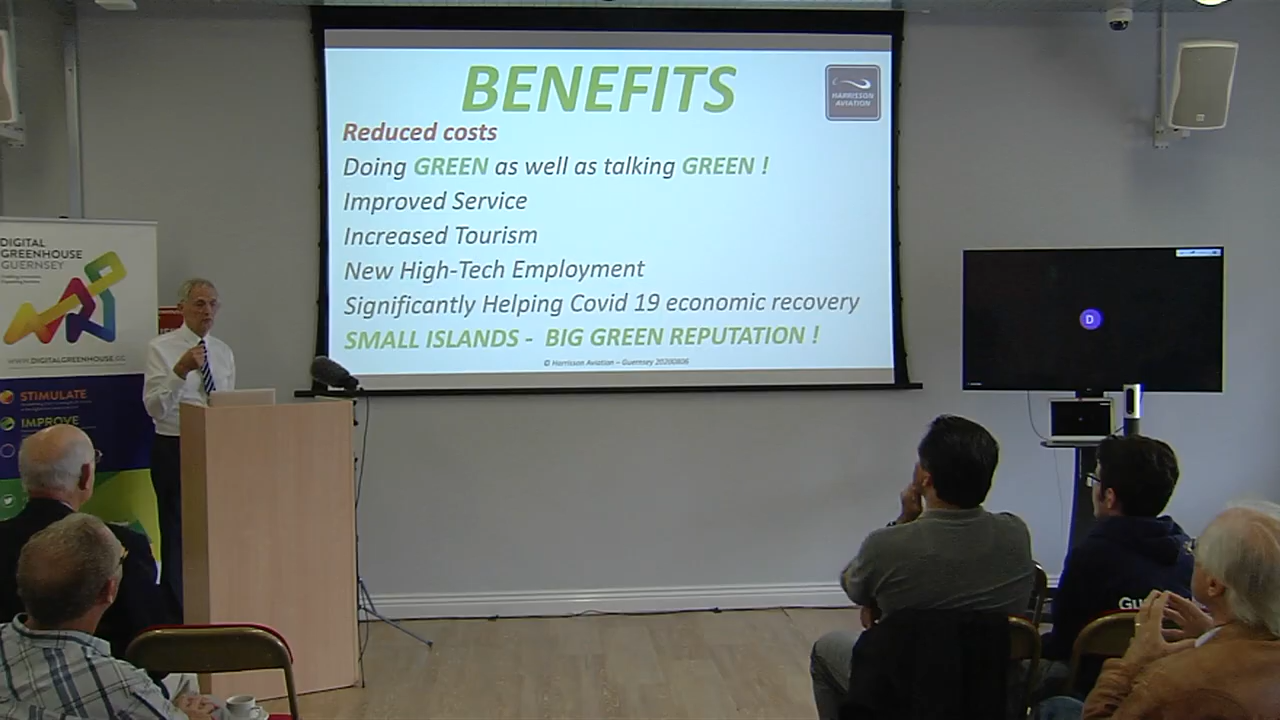 BENEFITS
HARRISSON
AVIATION
Reduced costs
Doing GREEN as well as talking GREEN !
Improved Service
Increased Tourism
New High-Tech Employment
Significantly Helping Covid 19 economic recovery
SMALL ISLANDS - BIG GREEN REPUTATION !
© Harrisson Aviation – Guernsey 20200806
DIGITAL
GREENHOUSE
GUERNSEY
WWW.DIGITALGREENHOUSE.GG
STIMULATE
IMPROVE
D
GU